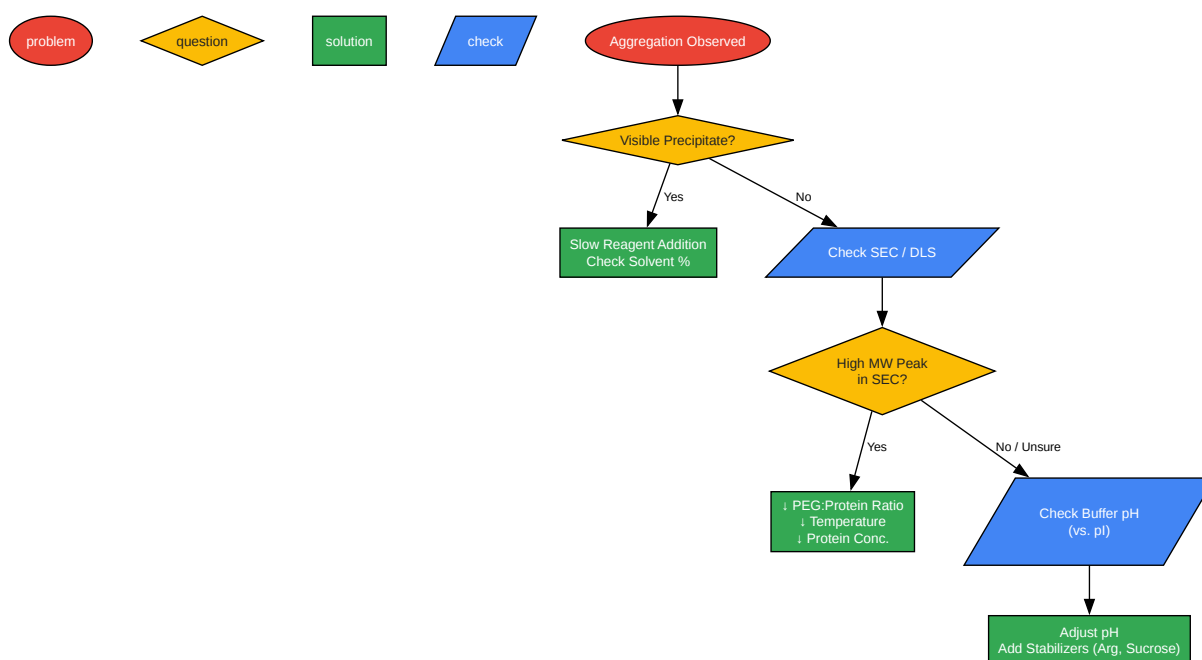 problem
question
solution
check
Aggregation Observed
Visible Precipitate?
Yes
No
Slow Reagent Addition
Check Solvent %
Check SEC / DLS
High MW Peak
in SEC?
Yes
No / Unsure
↓ PEG:Protein Ratio
↓ Temperature
↓ Protein Conc.
Check Buffer pH
(vs. pI)
Adjust pH
Add Stabilizers (Arg, Sucrose)